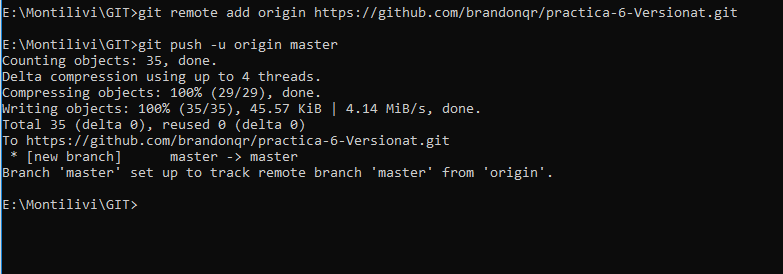 E:\Montilivi\GIT>git remote add origin https://github.com/brandonqr/practica-6-Versionat.git
E:\Montilivi\GIT>git push -u origin master
Counting objects: 35, done.
Delta compression using up to 4 threads.
Compressing objects: 100% (29/29), done.
Writing objects: 100% (35/35), 45.57 KiB | 4.14 MiB/s, done.
Total 35 (delta 0), reused 0 (delta 0)
To https://github.com/brandonqr/practica-6-Versionat.git
 * [new branch]      master -> master
Branch 'master' set up to track remote branch 'master' from 'origin'.
E:\Montilivi\GIT>